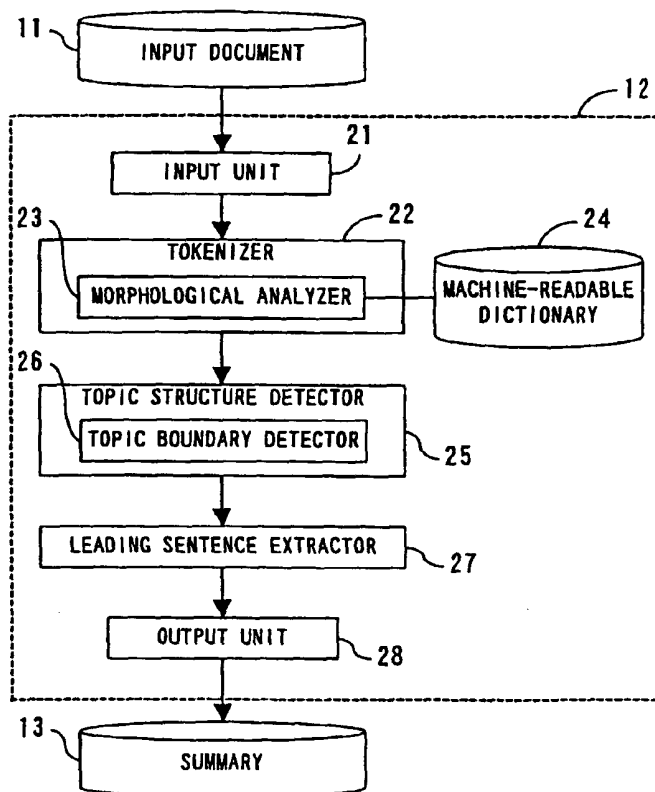 11
INPUT DOCUMENT
12
21
INPUT UNIT
23
22
24
TOKENIZER
MORPHOLOGICAL ANALYZER
MACHINE-READABLE
DICTIONARY
26
TOPIC STRUCTURE DETECTOR
TOPIC BOUNDARY DETECTOR
25
LEADING SENTENCE EXTRACTOR
27
OUTPUT UNIT
28
13
SUMMARY